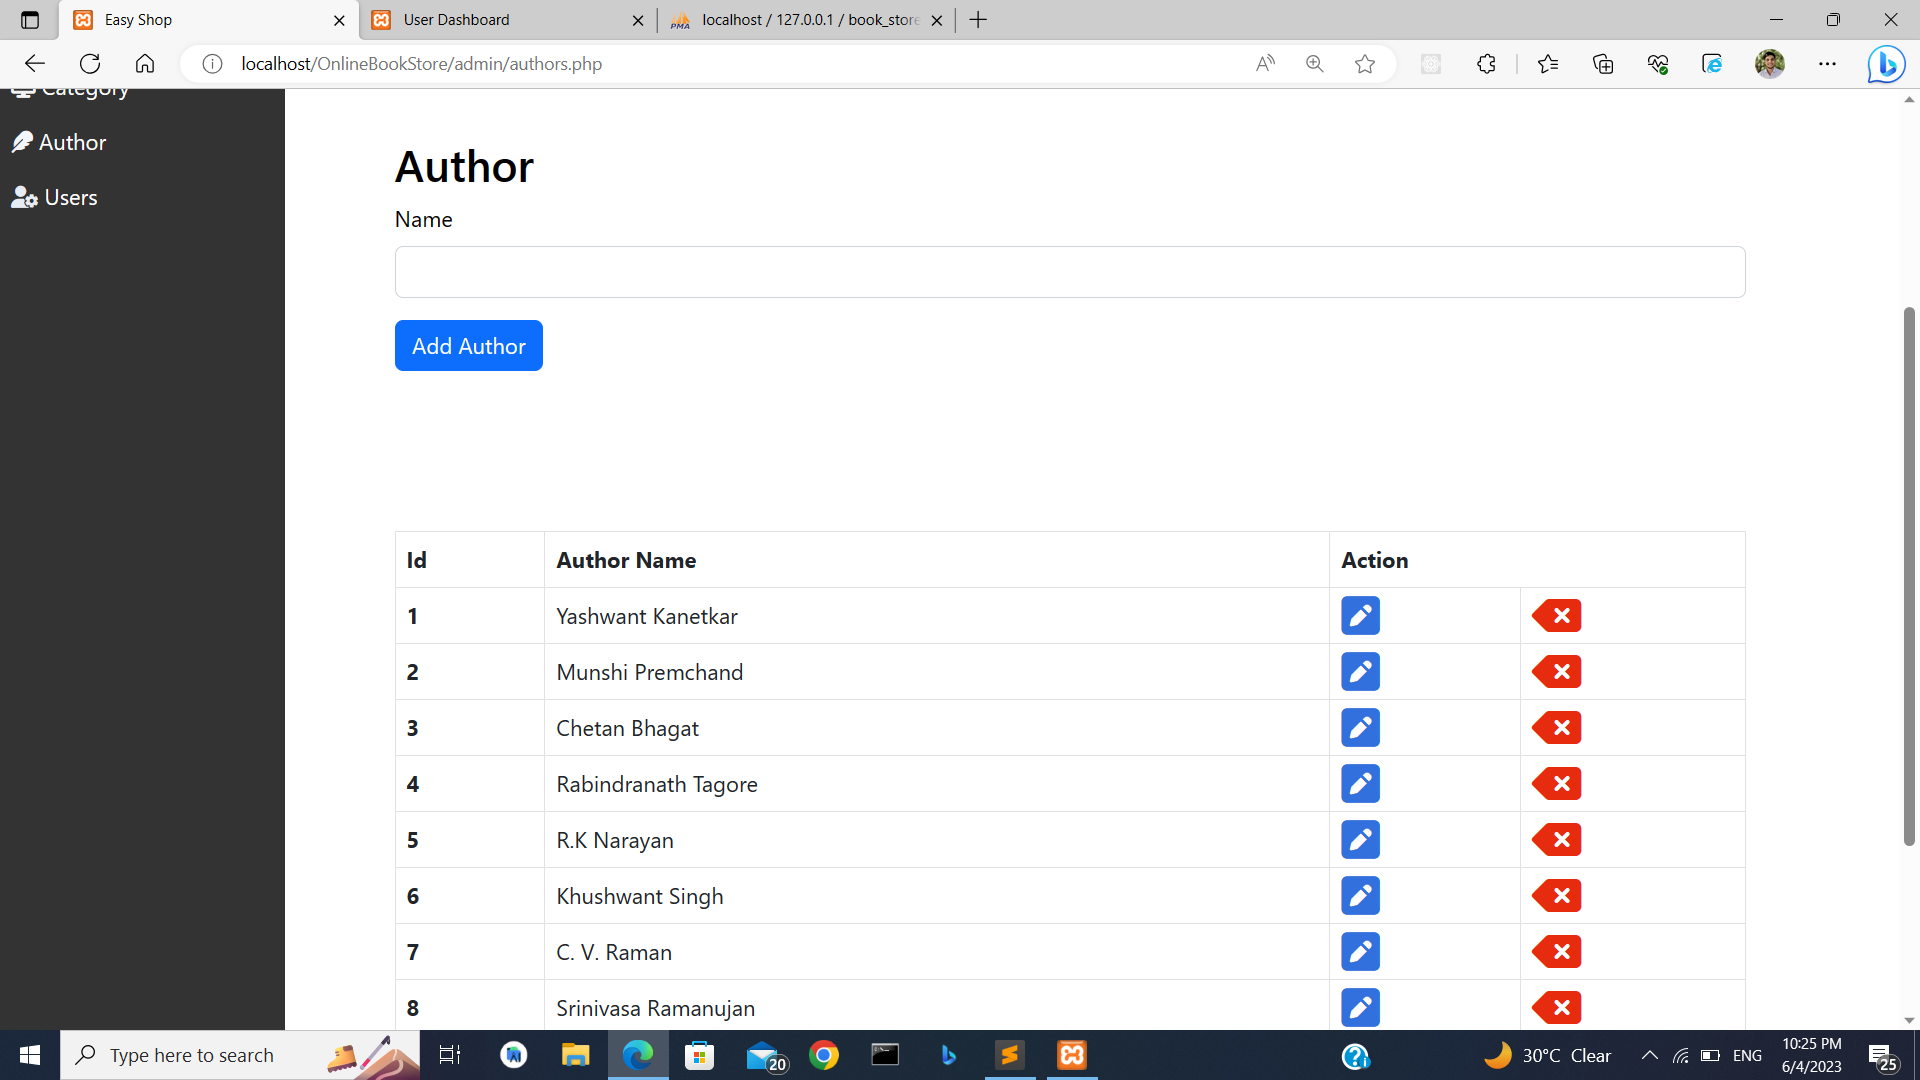 Easy Shop
User Dashboard
localhost / 127.0.0.1 / book_store
localhost/OnlineBookStore/admin/authors.php
Category
Author
Users
Author
Name
Add Author
Id Author Name Action
1 Yashwant Kanetkar
2 Munshi Premchand
3 Chetan Bhagat
4 Rabindranath Tagore
5 R.K Narayan
6 Khushwant Singh
7 C. V. Raman
8 Srinivasa Ramanujan
Type here to search
20
30°C Clear
ENG
10:25 PM
6/4/2023
25